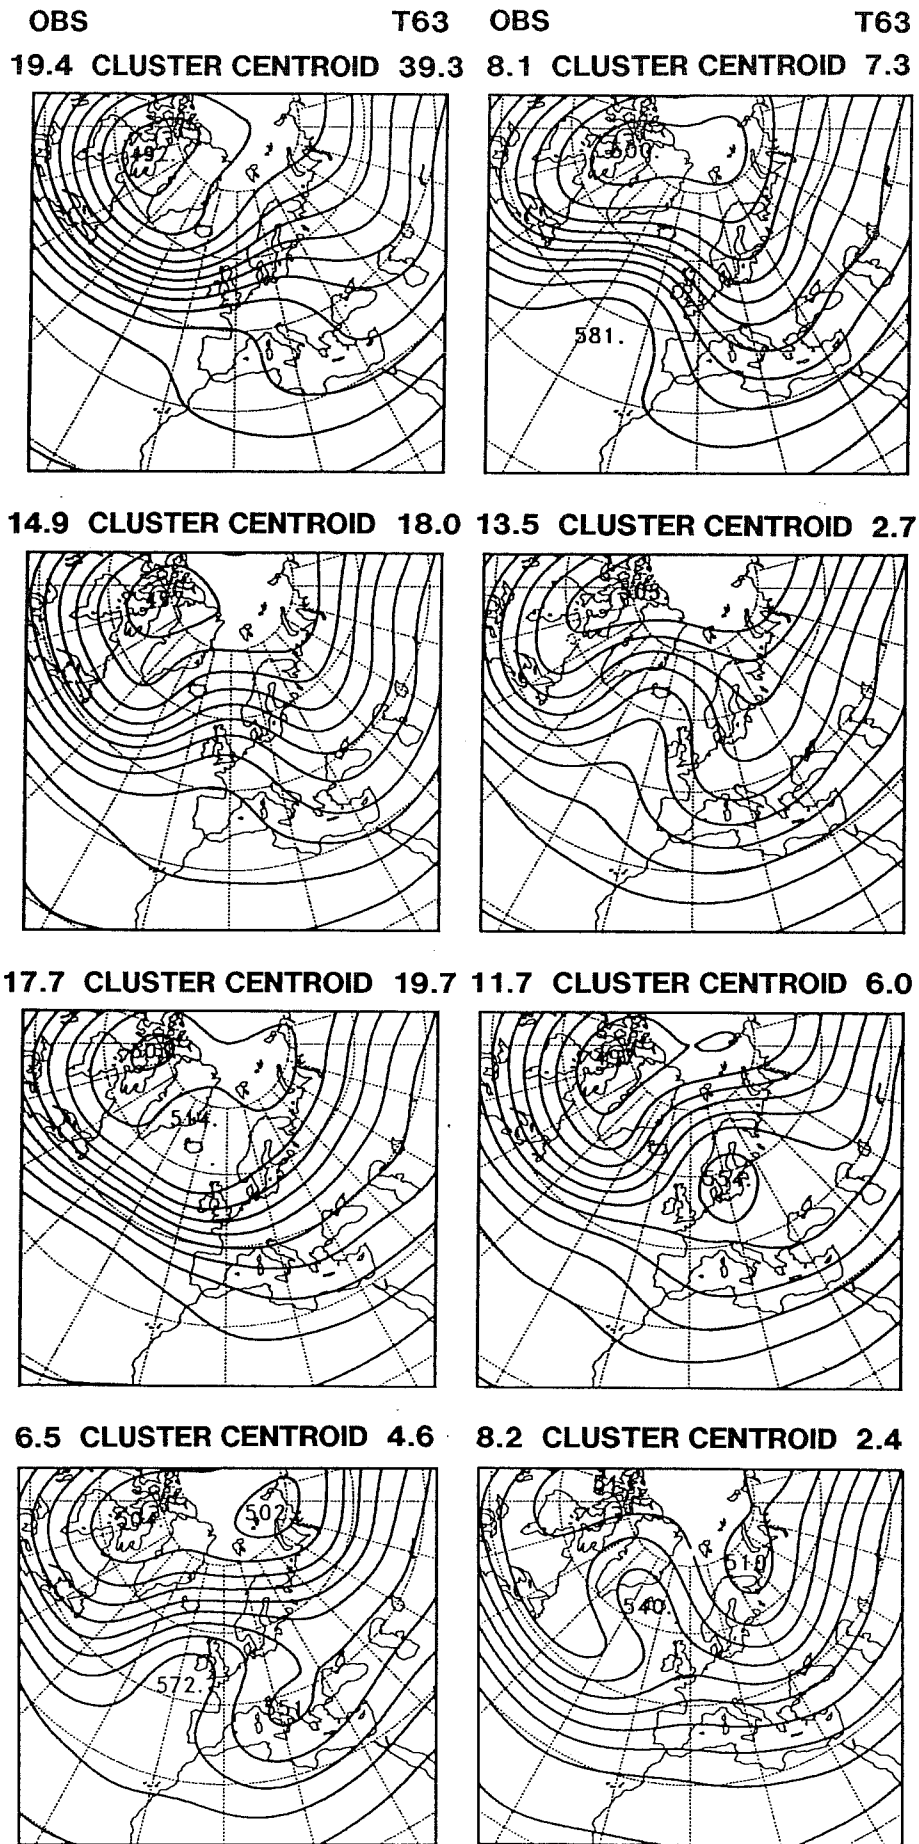 OBS T63 OBS T63
19.4 CLUSTER CENTROID 39.3 8.1 CLUSTER CENTROID 7.3
581.
14.9 CLUSTER CENTROID 18.0 13.5 CLUSTER CENTROID 2.7
17.7 CLUSTER CENTROID 19.7 11.7 CLUSTER CENTROID 6.0
514.
554.
6.5 CLUSTER CENTROID 4.6 8.2 CLUSTER CENTROID 2.4
502.
510.
540.
572.